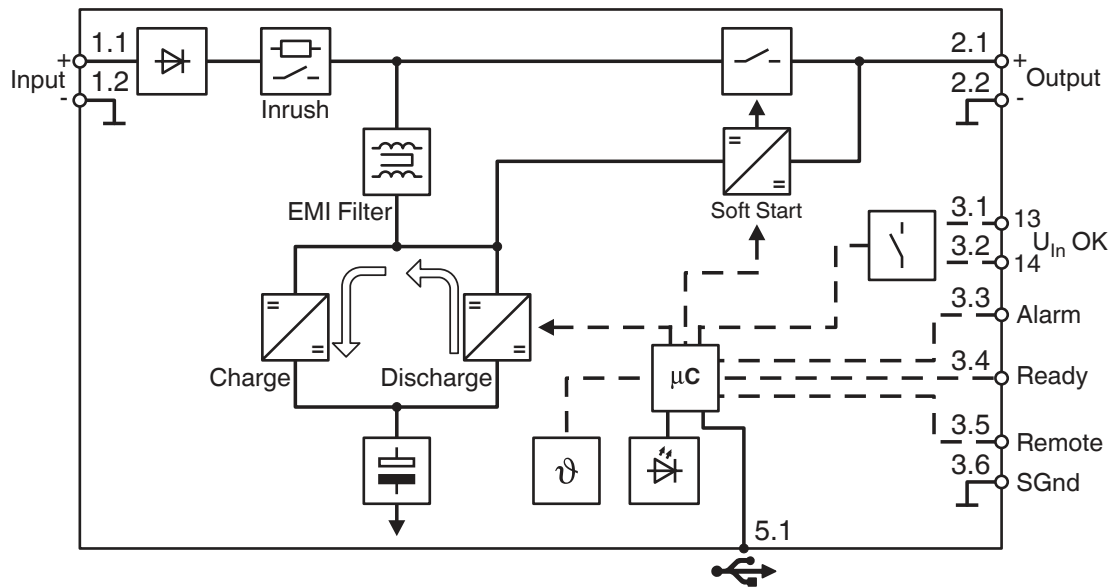 1.1
2.1
+
+
Input
Output
1.2
2.2
-
-
Inrush
=
=
EMI Filter
Soft Start
3.1
13
U_In OK
3.2
14
3.3
Alarm
=
=
=
=
Charge
Discharge
µC
3.4
Ready
3.5
Remote
ϑ
3.6
SGnd
5.1